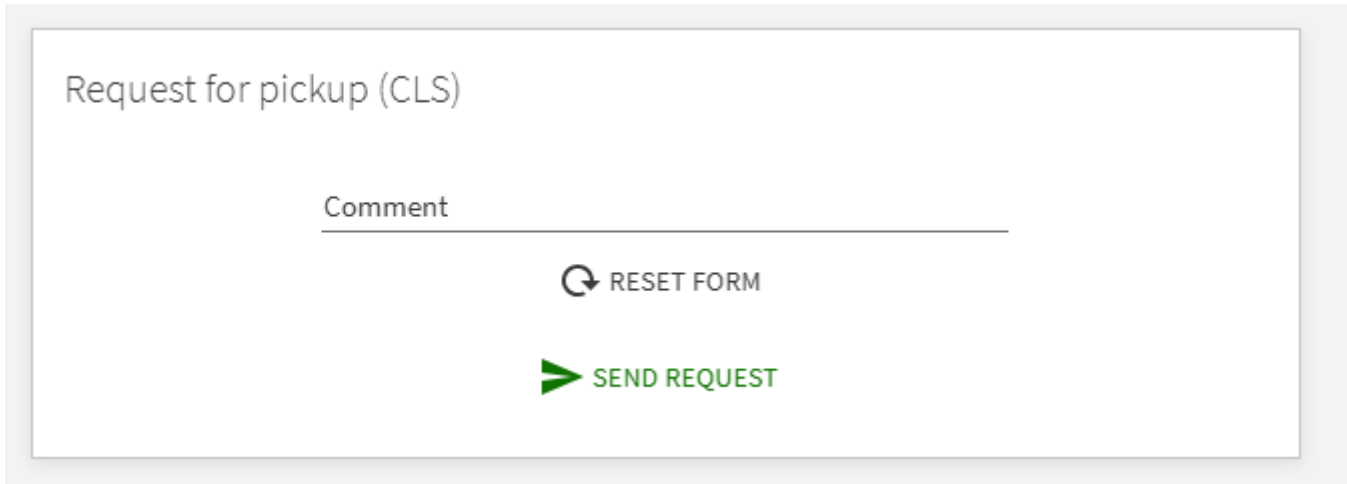 Request for pickup (CLS)
Comment
RESET FORM
SEND REQUEST